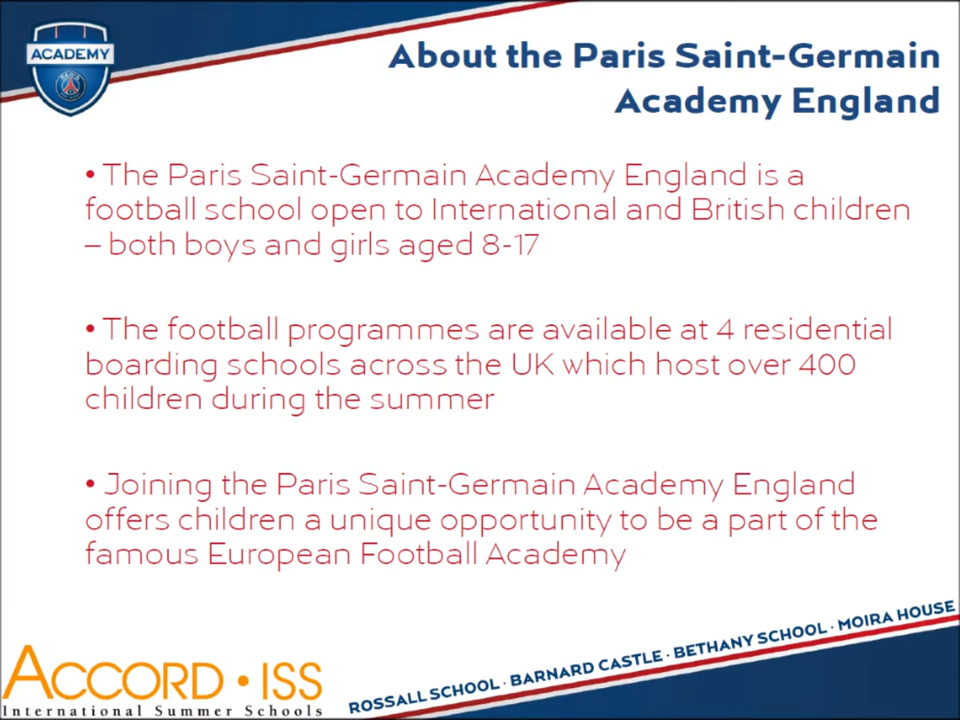 ACADEMY
PARIS
About the Paris Saint-Germain
Academy England
• The Paris Saint-Germain Academy England is a
football school open to International and British children
– both boys and girls aged 8-17
• The football programmes are available at 4 residential
boarding schools across the UK which host over 400
children during the summer
• Joining the Paris Saint-Germain Academy England
offers children a unique opportunity to be a part of the
famous European Football Academy
ACCORD • ISS
International Summer Schools
ROSSALL SCHOOL · BARNARD CASTLE · BETHANY SCHOOL · MOIRA HOUSE